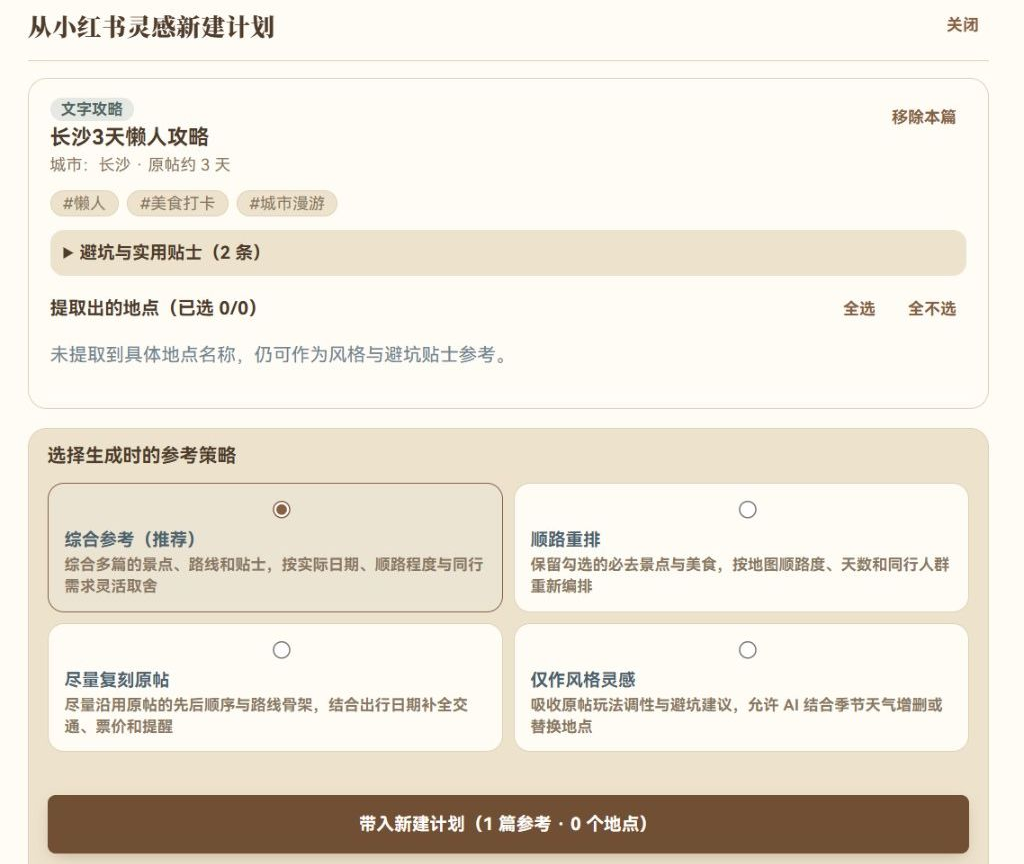 从小红书灵感新建计划
关闭
文字攻略
移除本篇
长沙3天懒人攻略
城市：长沙 · 原帖约 3 天
#懒人 #美食打卡 #城市漫游
▶ 避坑与实用贴士（2 条）
提取出的地点（已选 0/0）
全选 全不选
未提取到具体地点名称，仍可作为风格与避坑贴士参考。
选择生成时的参考策略
综合参考（推荐）
综合多篇的景点、路线和贴士，按实际日期、顺路程度与同行
需求灵活取舍
顺路重排
保留勾选的必去景点与美食，按地图顺路度、天数和同行人群
重新编排
尽量复刻原帖
尽量沿用原帖的先后顺序与路线骨架，结合出行日期补全交
通、票价和提醒
仅作风格灵感
吸收原帖玩法调性与避坑建议，允许 AI 结合季节天气增删或
替换地点
带入新建计划（1 篇参考 · 0 个地点）